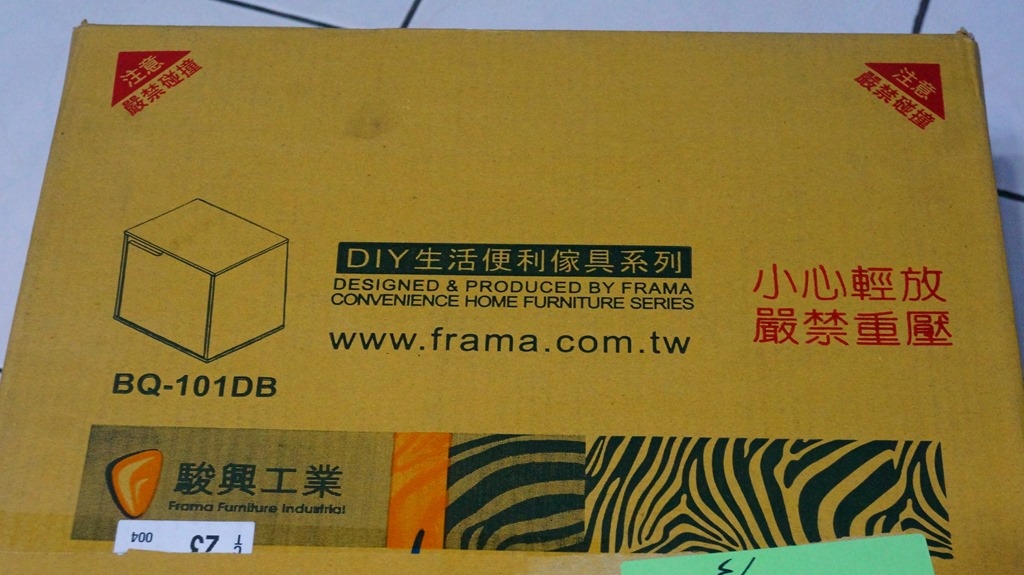 注意
嚴禁碰撞
注意
嚴禁碰撞
DIY生活便利傢具系列
DESIGNED & PRODUCED BY FRAMA
CONVENIENCE HOME FURNITURE SERIES
www.frama.com.tw
小心輕放
嚴禁重壓
BQ-101DB
駿興工業
Frama Furniture Industrial
004